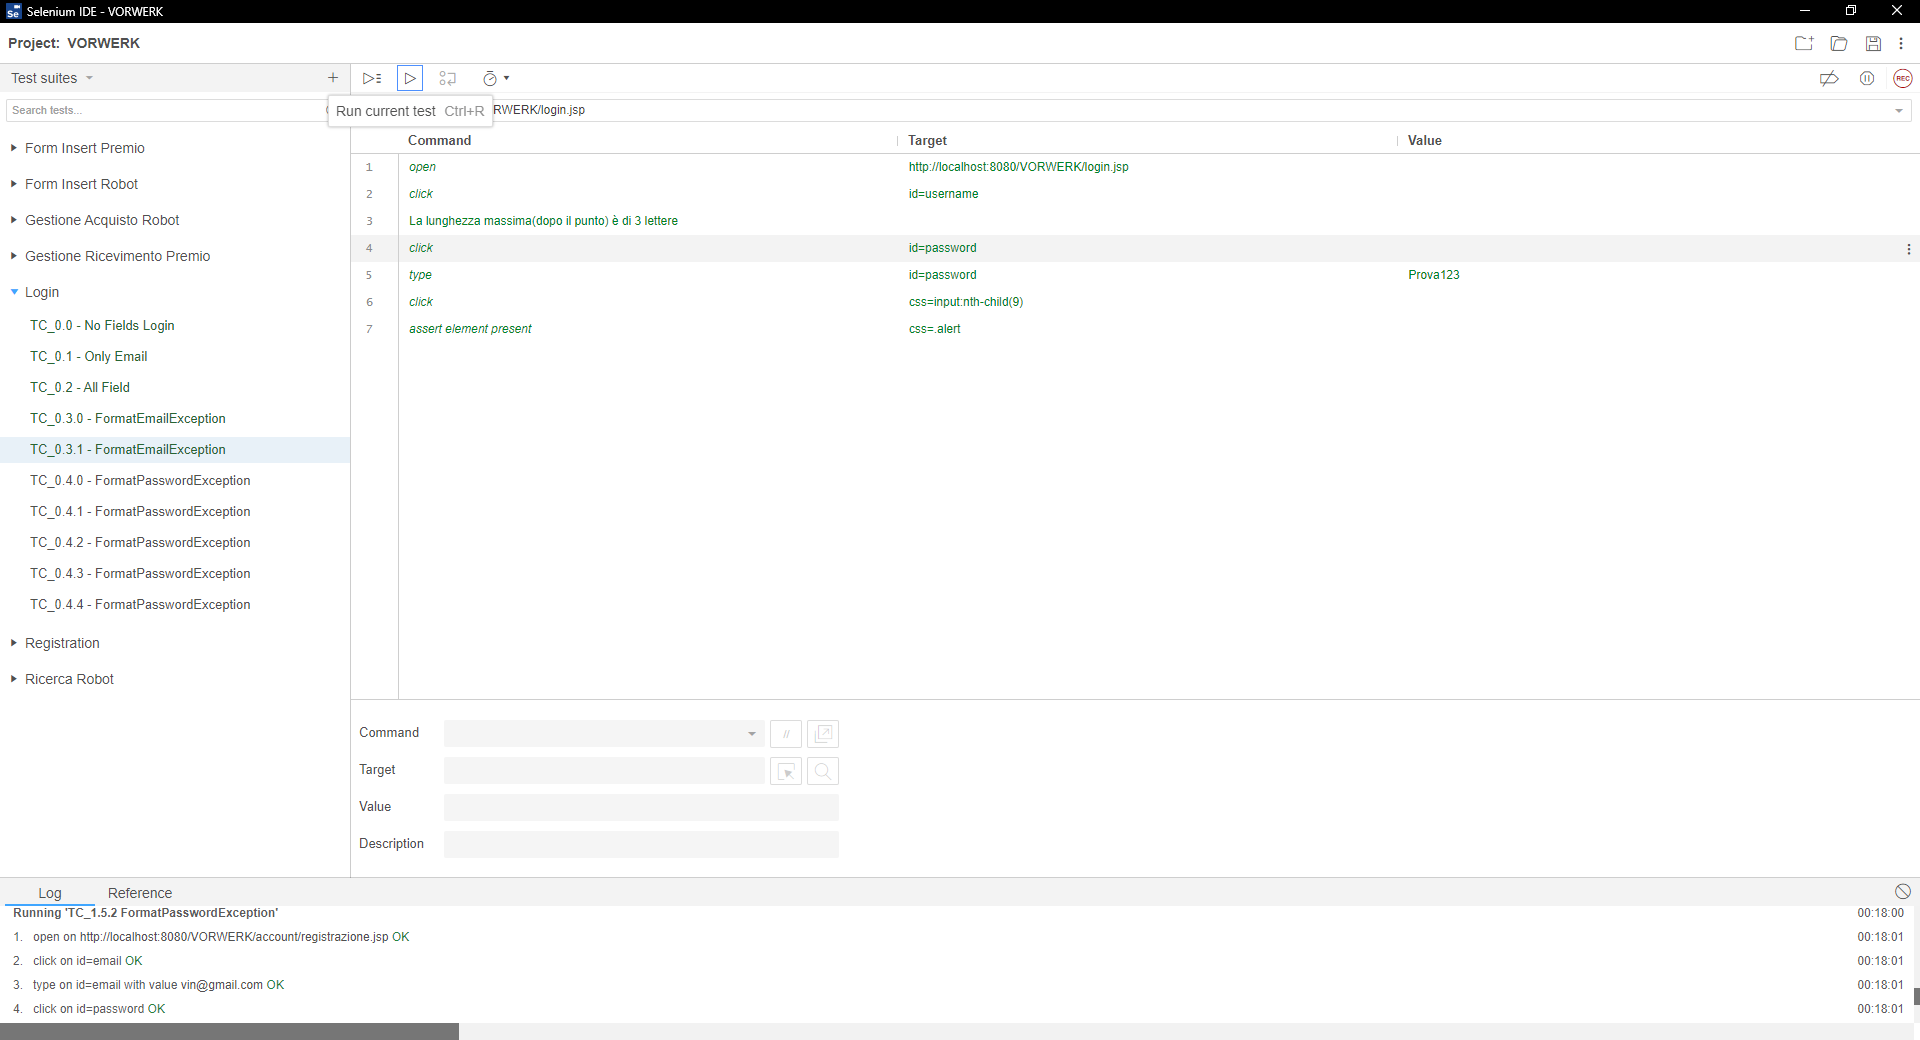 Selenium IDE - VORWERK
Project: VORWERK
Test suites
Search tests...
Run current test Ctrl+R
RWERK/login.jsp
REC
Form Insert Premio
Form Insert Robot
Gestione Acquisto Robot
Gestione Ricevimento Premio
Login
TC_0.0 - No Fields Login
TC_0.1 - Only Email
TC_0.2 - All Field
TC_0.3.0 - FormatEmailException
TC_0.3.1 - FormatEmailException
TC_0.4.0 - FormatPasswordException
TC_0.4.1 - FormatPasswordException
TC_0.4.2 - FormatPasswordException
TC_0.4.3 - FormatPasswordException
TC_0.4.4 - FormatPasswordException
Registration
Ricerca Robot
Command Target Value
1 open http://localhost:8080/VORWERK/login.jsp
2 click id=username
3 La lunghezza massima(dopo il punto) è di 3 lettere
4 click id=password
5 type id=password Prova123
6 click css=input:nth-child(9)
7 assert element present css=.alert
Command //
Target
Value
Description
Log Reference
Running 'TC_1.5.2 FormatPasswordException' 00:18:00
1. open on http://localhost:8080/VORWERK/account/registrazione.jsp OK 00:18:01
2. click on id=email OK 00:18:01
3. type on id=email with value vin@gmail.com OK 00:18:01
4. click on id=password OK 00:18:01